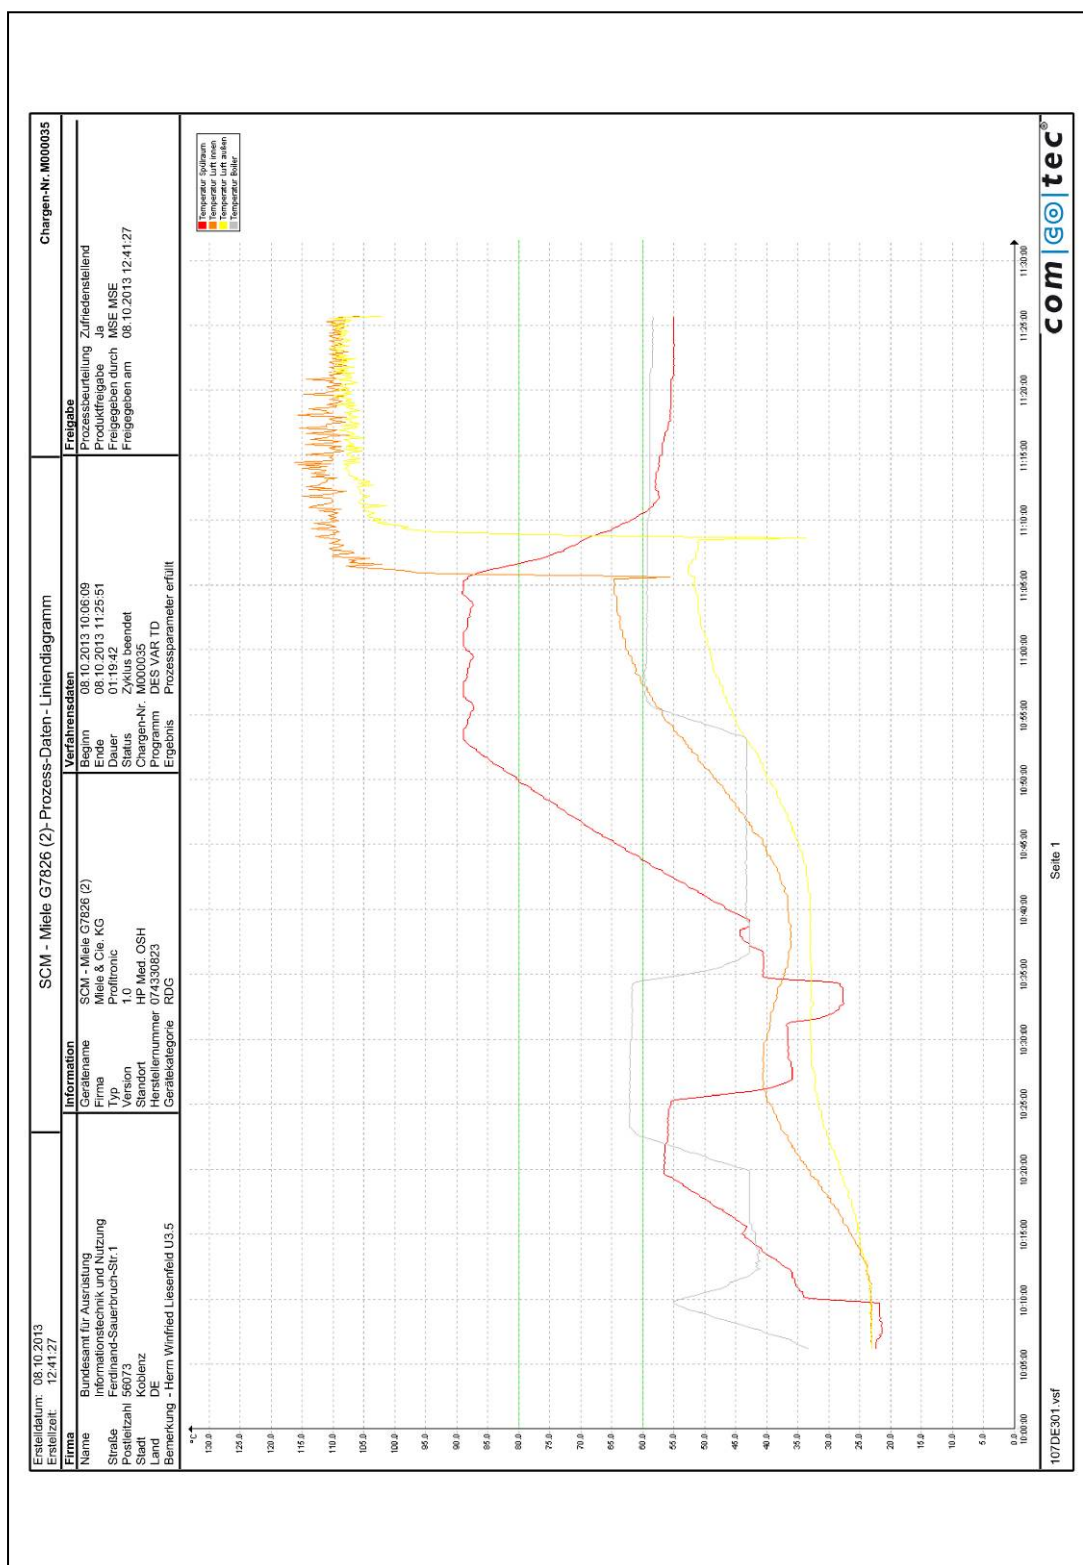 Erstelldatum: 08.10.2013
Erstellzeit: 12:41:27
SCM - Miele G7826 (2)- Prozess-Daten - Liniendiagramm
Chargen-Nr. M000035
Firma
Name Bundesamt für Ausrüstung
Informationstechnik und Nutzung
Straße Ferdinand-Sauerbruch-Str.1
Postleitzahl 56073
Stadt Koblenz
Land DE
Bemerkung - Herrn Winfried Liesenfeld U3.5
Information
Gerätename SCM - Miele G7826 (2)
Firma Miele & Cie. KG
Typ Profitronic
Version 1.0
Standort HP Med. OSH
Herstellernummer 074330823
Gerätekategorie RDG
Verfahrensdaten
Beginn 08.10.2013 10:06:09
Ende 08.10.2013 11:25:51
Dauer 01:19:42
Status Zyklus beendet
Chargen-Nr. M000035
Programm DES VAR TD
Ergebnis Prozessparameter erfüllt
Freigabe
Prozessbeurteilung Zufriedenstellend
Produktfreigabe Ja
Freigegeben durch MSE MSE
Freigegeben am 08.10.2013 12:41:27
Temperatur Spülraum
Temperatur Luft innen
Temperatur Luft außen
Temperatur Boiler
°C
130.0
125.0
120.0
115.0
110.0
105.0
100.0
95.0
90.0
85.0
80.0
75.0
70.0
65.0
60.0
55.0
50.0
45.0
40.0
35.0
30.0
25.0
20.0
15.0
10.0
5.0
0.0
10:00:00 10:05:00 10:10:00 10:15:00 10:20:00 10:25:00 10:30:00 10:35:00 10:40:00 10:45:00 10:50:00 10:55:00 11:00:00 11:05:00 11:10:00 11:15:00 11:20:00 11:25:00 11:30:00
107DE301.vsf
Seite 1
com|co|tec®